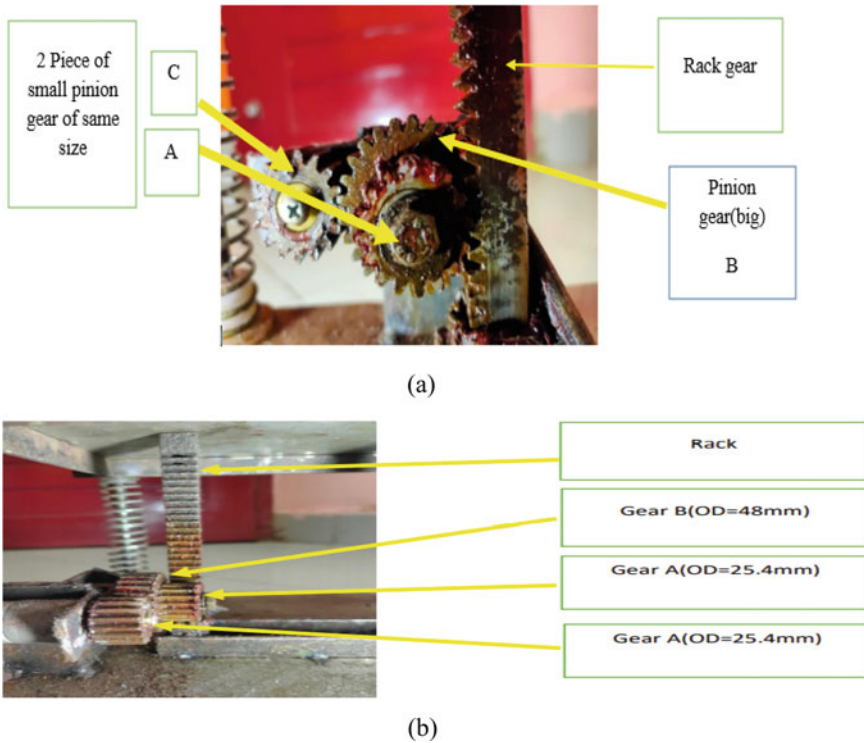 2 Piece of
small pinion
gear of same
size
C
A
Rack gear
Pinion
gear(big)
B
(a)
Rack
Gear B(OD=48mm)
Gear A(OD=25.4mm)
Gear A(OD=25.4mm)
(b)